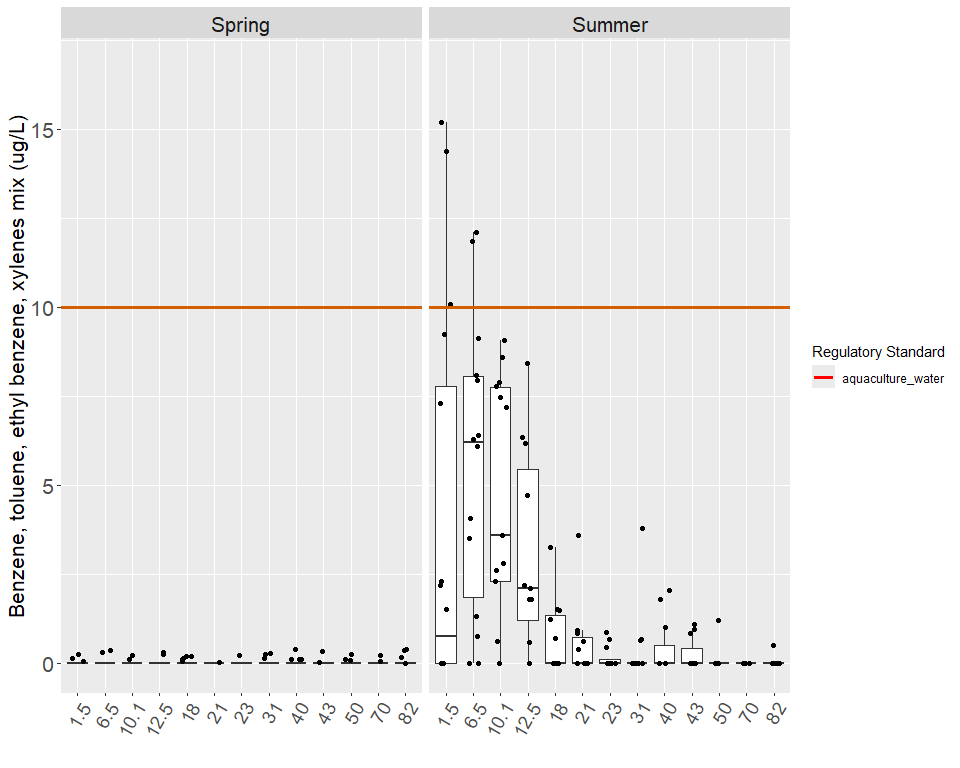 Spring Summer
Benzene, toluene, ethyl benzene, xylenes mix (ug/L)
15
10
5
0
1.5 6.5 10.1 12.5 18 21 23 31 40 43 50 70 82
1.5 6.5 10.1 12.5 18 21 23 31 40 43 50 70 82
Regulatory Standard
aquaculture_water